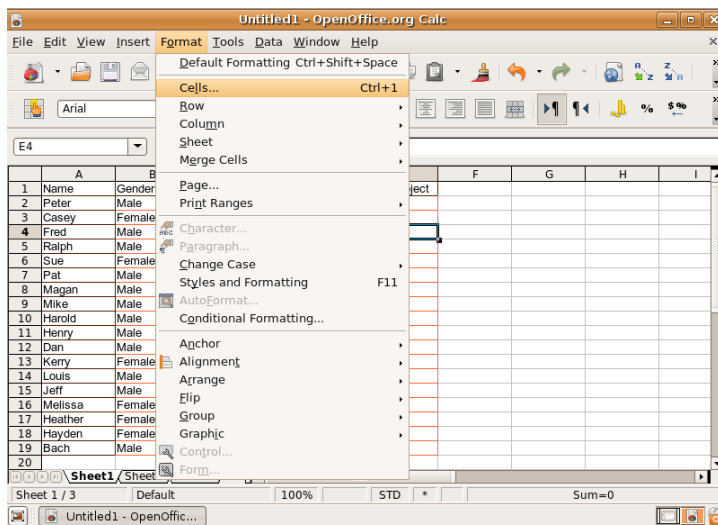 Untitled1 - OpenOffice.org Calc
File Edit View Insert Format Tools Data Window Help
Default Formatting Ctrl+Shift+Space
Arial
Cells... Ctrl+1
Row
Column
Sheet
Merge Cells
E4
Page...
Print Ranges
Character...
Paragraph...
Change Case
Styles and Formatting F11
AutoFormat...
Conditional Formatting...
Anchor
Alignment
Arrange
Flip
Group
Graphic
Control...
Form...
A B F G H I
1 Name Gender ject
2 Peter Male
3 Casey Female
4 Fred Male
5 Ralph Male
6 Sue Female
7 Pat Male
8 Magan Male
9 Mike Male
10 Harold Male
11 Henry Male
12 Dan Male
13 Kerry Female
14 Louis Male
15 Jeff Male
16 Melissa Female
17 Heather Female
18 Hayden Female
19 Bach Male
20
Sheet1 Sheet
Sheet 1 / 3 Default 100% STD * Sum=0
Untitled1 - OpenOffic...